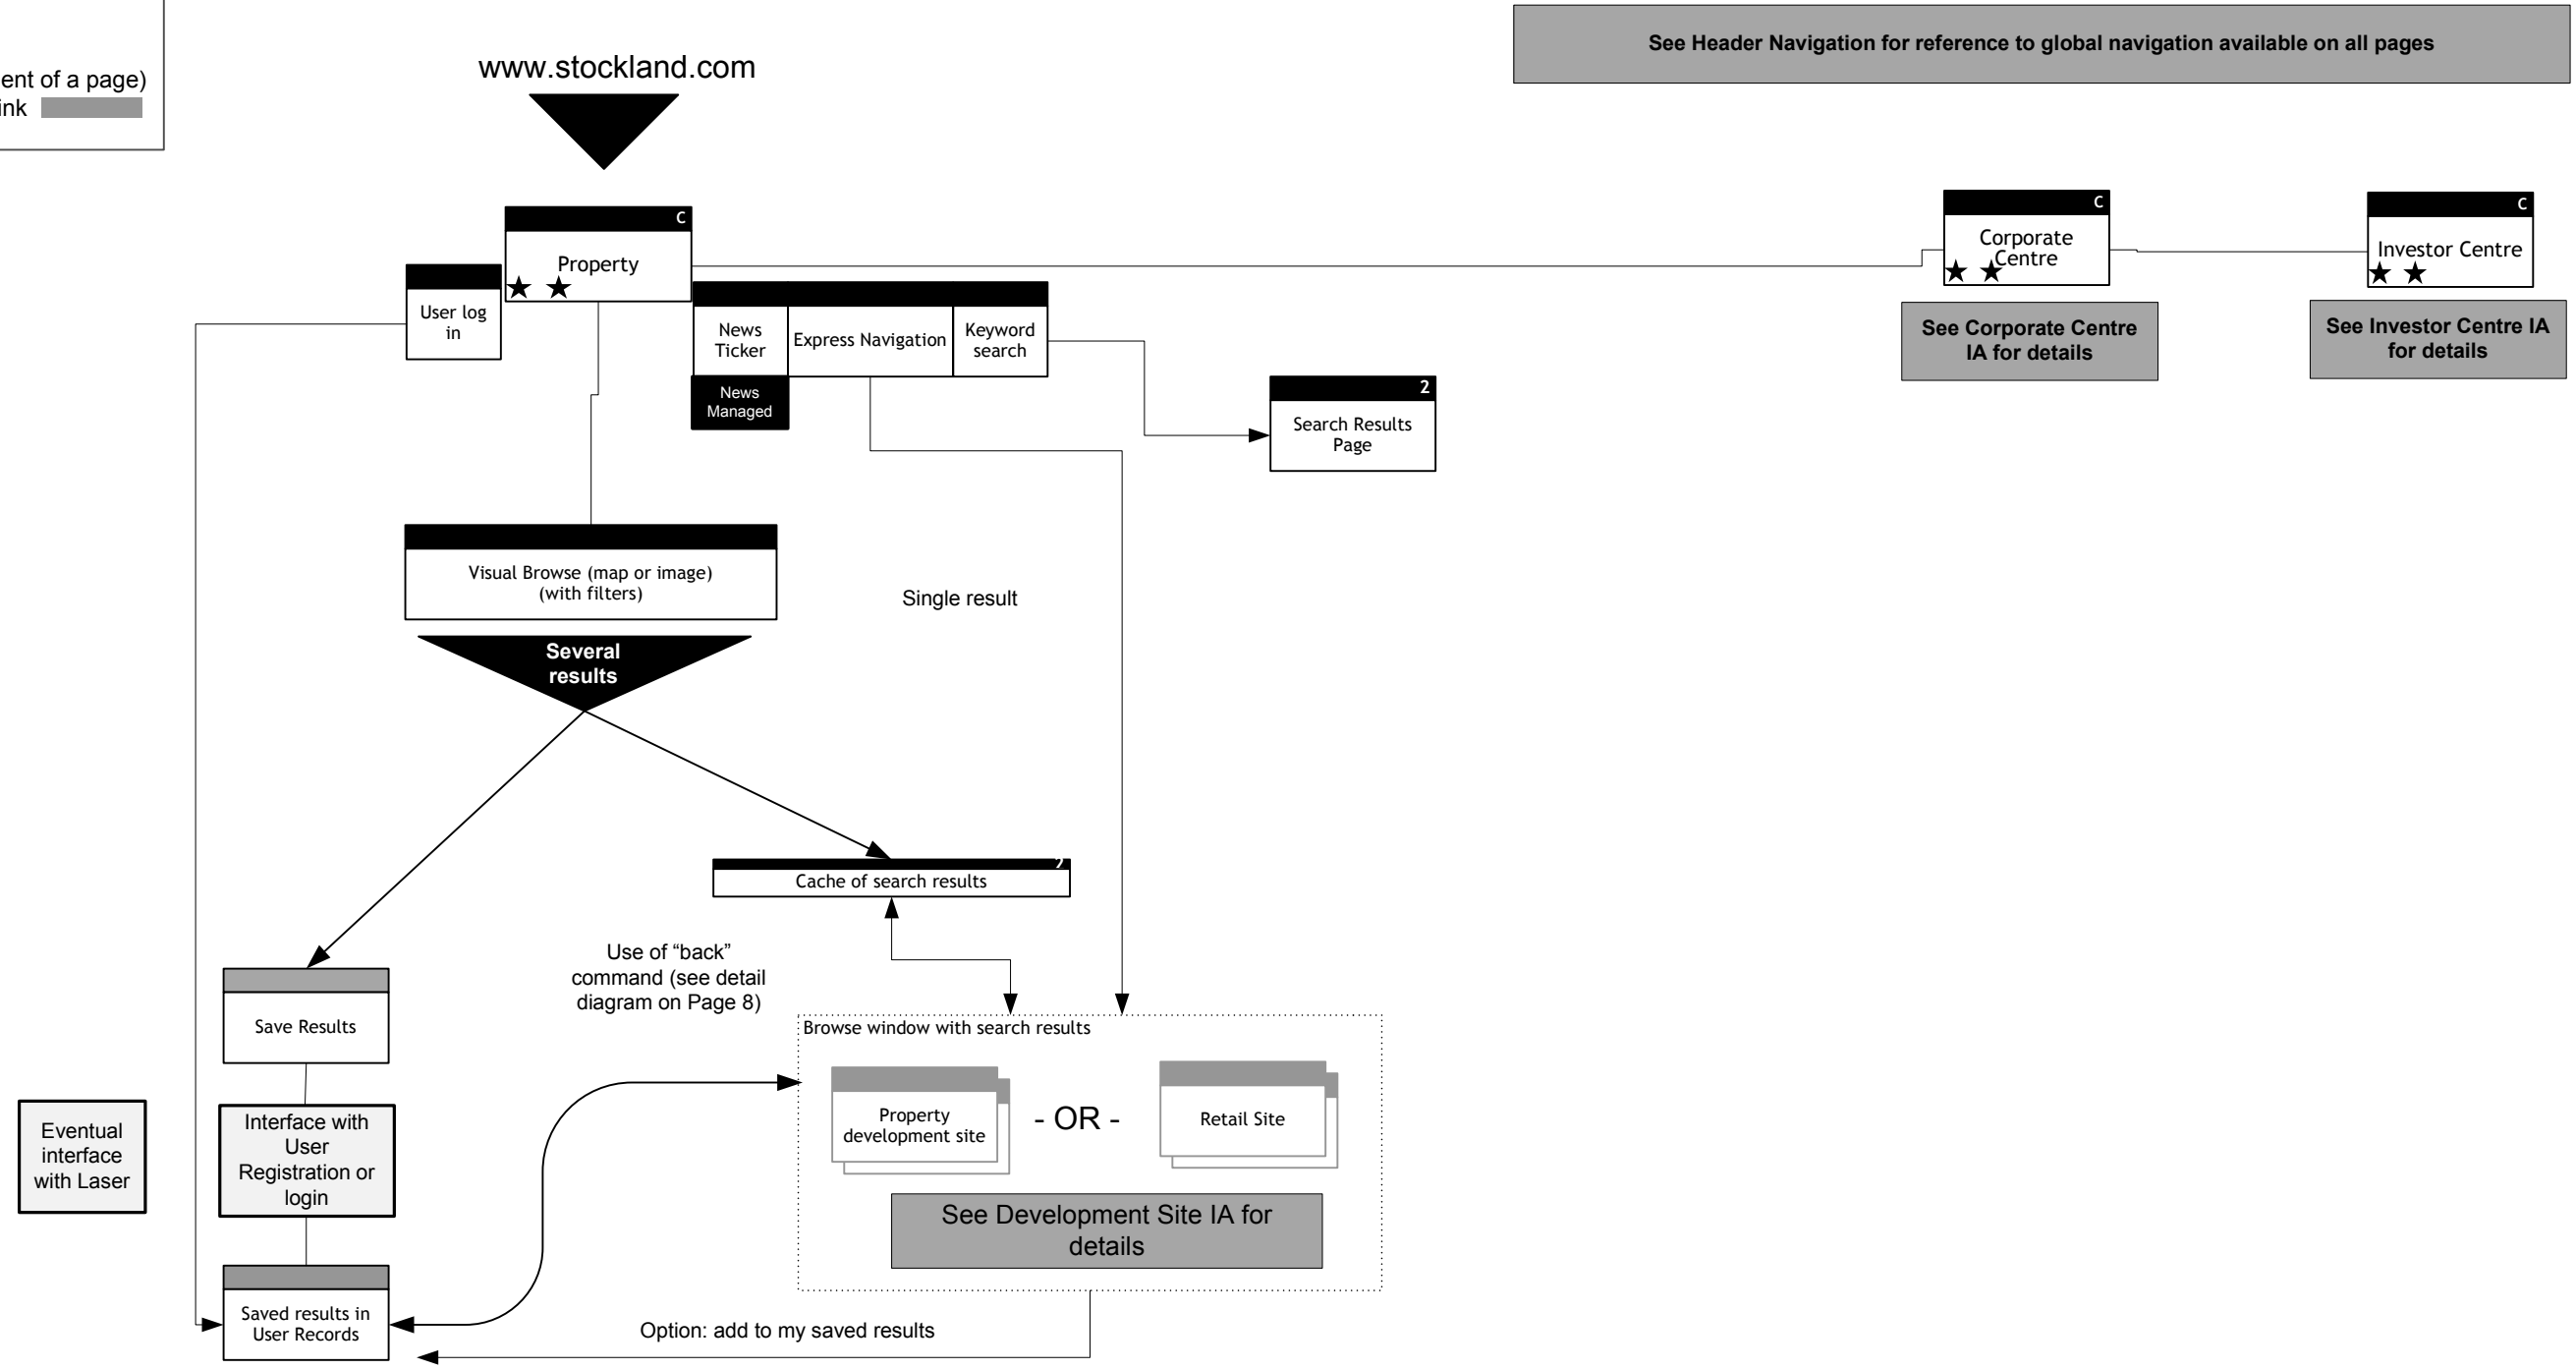 ent of a page)
ink
www.stockland.com
See Header Navigation for reference to global navigation available on all pages
C
Property
C
Corporate
Centre
C
Investor Centre
User log
in
News
Ticker
Express Navigation
Keyword
search
News
Managed
See Corporate Centre
IA for details
See Investor Centre IA
for details
2
Search Results
Page
Visual Browse (map or image)
(with filters)
Single result
Several
results
2
Cache of search results
Use of “back”
command (see detail
diagram on Page 8)
Save Results
Browse window with search results
Eventual
interface
with Laser
Interface with
User
Registration or
login
Property
development site
- OR -
Retail Site
See Development Site IA for
details
Saved results in
User Records
Option: add to my saved results